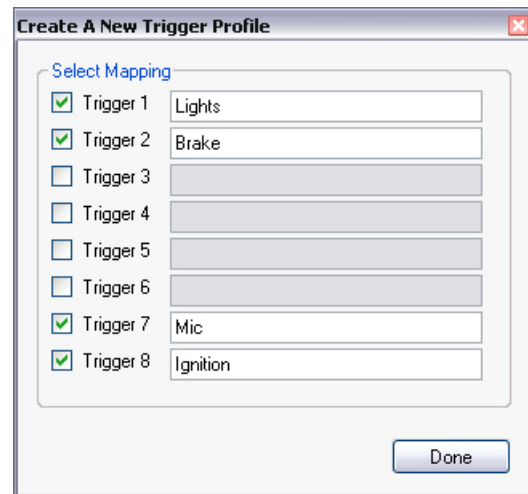 Create A New Trigger Profile
Select Mapping
Trigger 1 Lights
Trigger 2 Brake
Trigger 3
Trigger 4
Trigger 5
Trigger 6
Trigger 7 Mic
Trigger 8 Ignition
Done